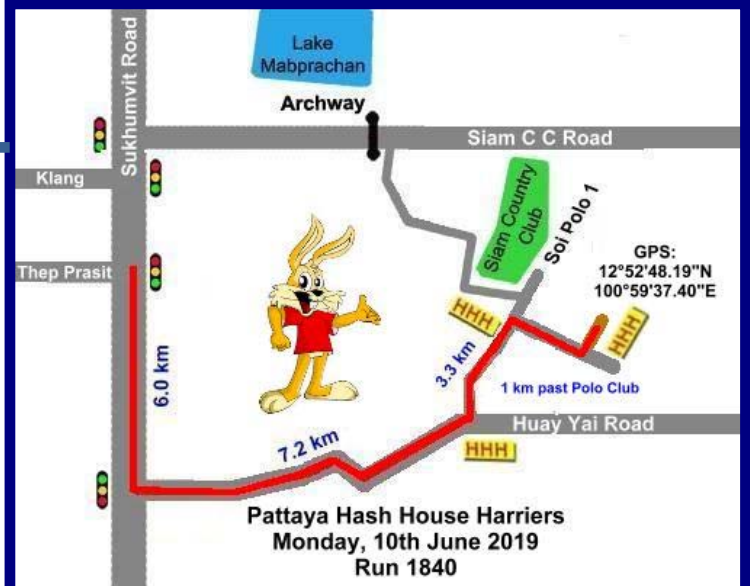 Sukhumvit Road
Lake
Mabprachan
Archway
Siam C C Road
Klang
Siam Country
Club
Soi Polo 1
GPS:
12°52'48.19"N
100°59'37.40"E
Thep Prasit
HHH
HHH
6.0 km
3.3 km
1 km past Polo Club
7.2 km
Huay Yai Road
HHH
Pattaya Hash House Harriers
Monday, 10th June 2019
Run 1840